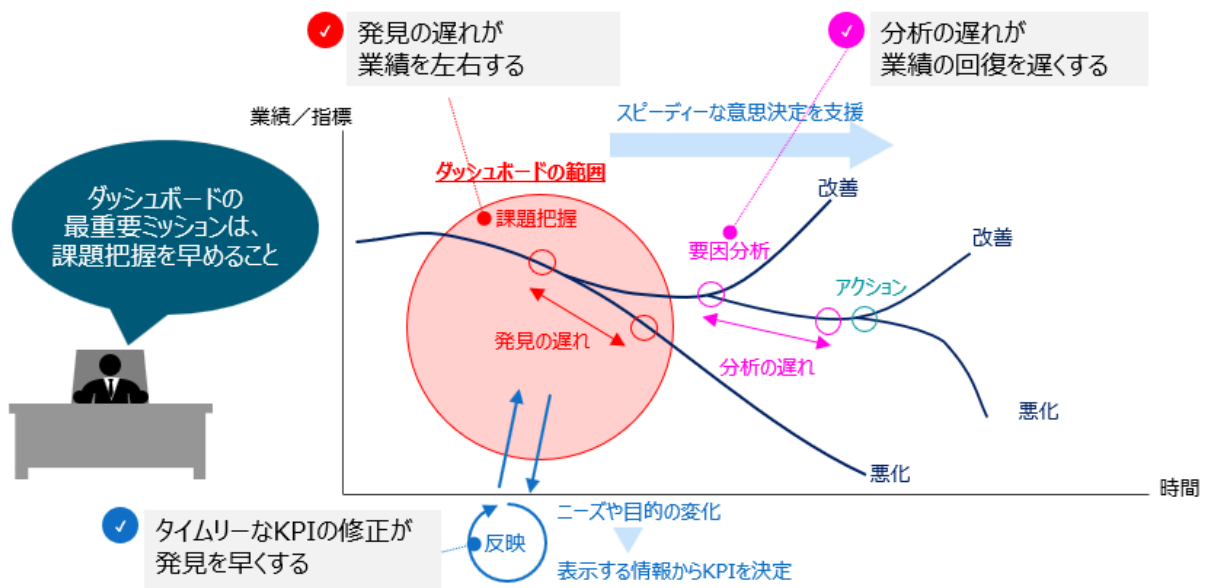 発見の遅れが
業績を左右する
分析の遅れが
業績の回復を遅くする
業績／指標
スピーディーな意思決定を支援
ダッシュボードの範囲
ダッシュボードの
最重要ミッションは、
課題把握を早めること
課題把握
改善
要因分析
改善
アクション
発見の遅れ
分析の遅れ
悪化
悪化
時間
タイムリーなKPIの修正が
発見を早くする
反映
ニーズや目的の変化
表示する情報からKPIを決定